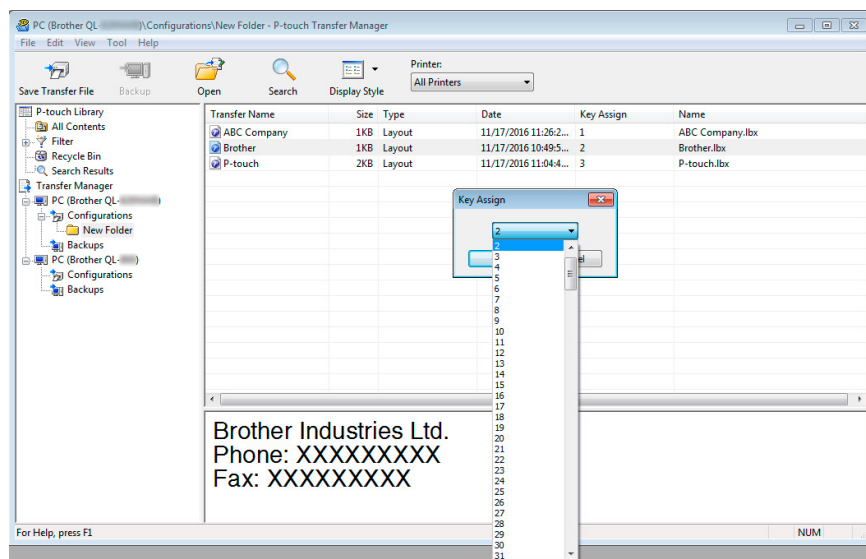 PC (Brother QL-
)\Configurations\New Folder - P-touch Transfer Manager
File Edit View Tool Help
Save Transfer File
Backup
Open
Search
Display Style
Printer:
All Printers
P-touch Library
All Contents
Filter
Recycle Bin
Search Results
Transfer Manager
PC (Brother QL-
)
Configurations
New Folder
Backups
PC (Brother QL-
)
Configurations
Backups
Transfer Name Size Type Date Key Assign Name
ABC Company 1KB Layout 11/17/2016 11:26:2... 1 ABC Company.lbx
Brother 1KB Layout 11/17/2016 10:49:5... 2 Brother.lbx
P-touch 2KB Layout 11/17/2016 11:04:4... 3 P-touch.lbx
Key Assign
2
2
3
4
5
6
7
8
9
10
11
12
13
14
15
16
17
18
19
20
21
22
23
24
25
26
27
28
29
30
31
el
Brother Industries Ltd.
Phone: XXXXXXXXX
Fax: XXXXXXXXX
For Help, press F1
NUM